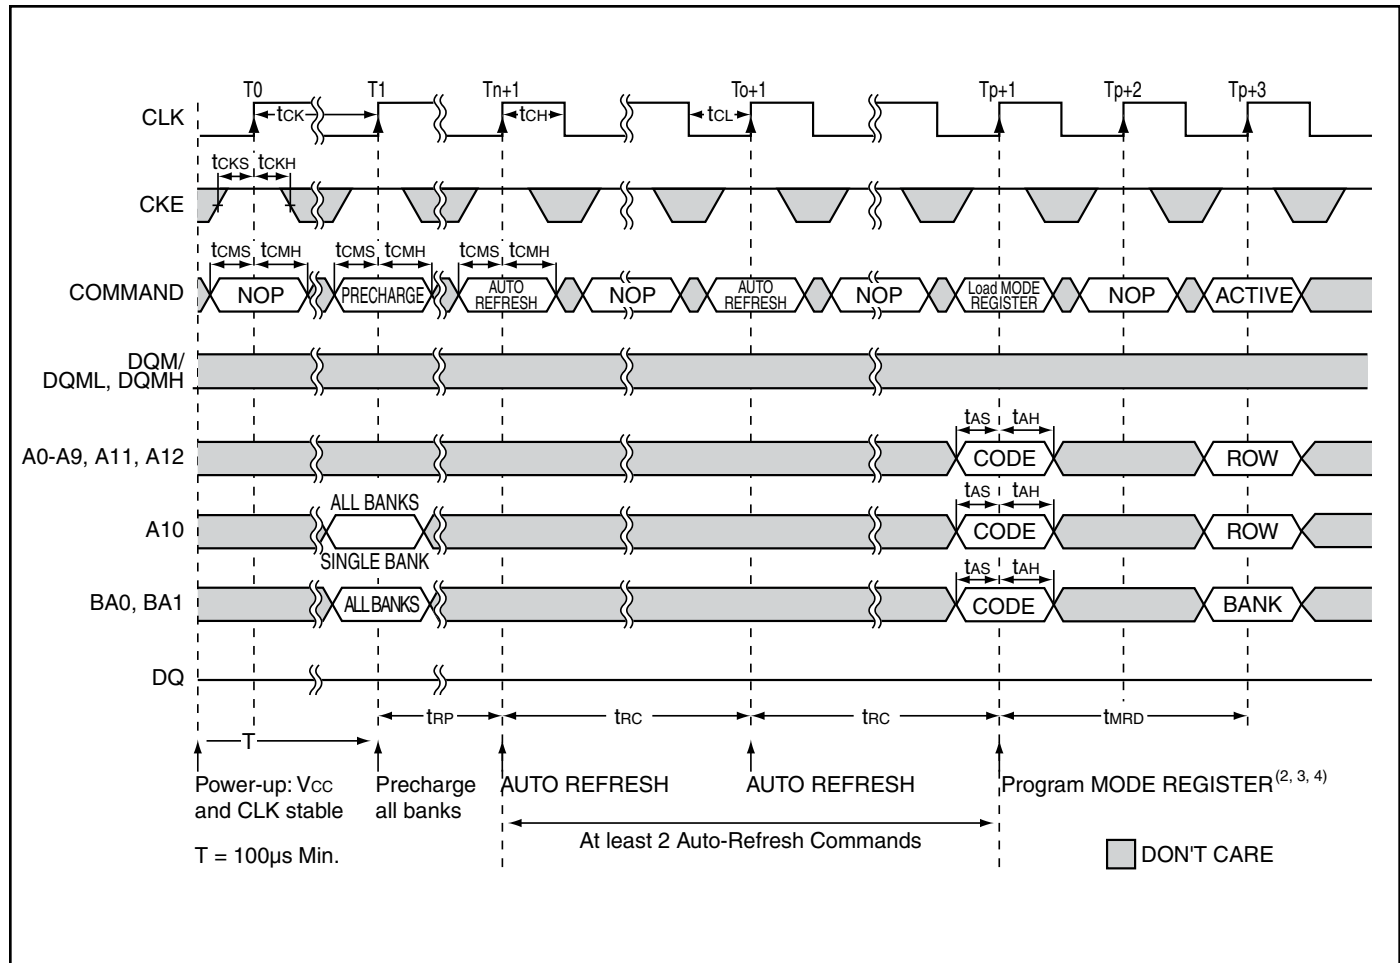 T0 T1 Tn+1 To+1 Tp+1 Tp+2 Tp+3
CLK tCK tCH tCL
tCKS tCKH
CKE
tCMS tCMH tCMS tCMH tCMS tCMH
COMMAND NOP PRECHARGE AUTO REFRESH NOP AUTO REFRESH NOP Load MODE REGISTER NOP ACTIVE
DQM/
DQML, DQMH
tAS tAH
A0-A9, A11, A12 CODE ROW
ALL BANKS tAS tAH
A10 CODE ROW
SINGLE BANK tAS tAH
BA0, BA1 ALL BANKS CODE BANK
DQ
tRP tRC tRC tMRD
T
Power-up: VCC Precharge AUTO REFRESH AUTO REFRESH Program MODE REGISTER(2, 3, 4)
and CLK stable all banks
At least 2 Auto-Refresh Commands
T = 100µs Min. DON'T CARE